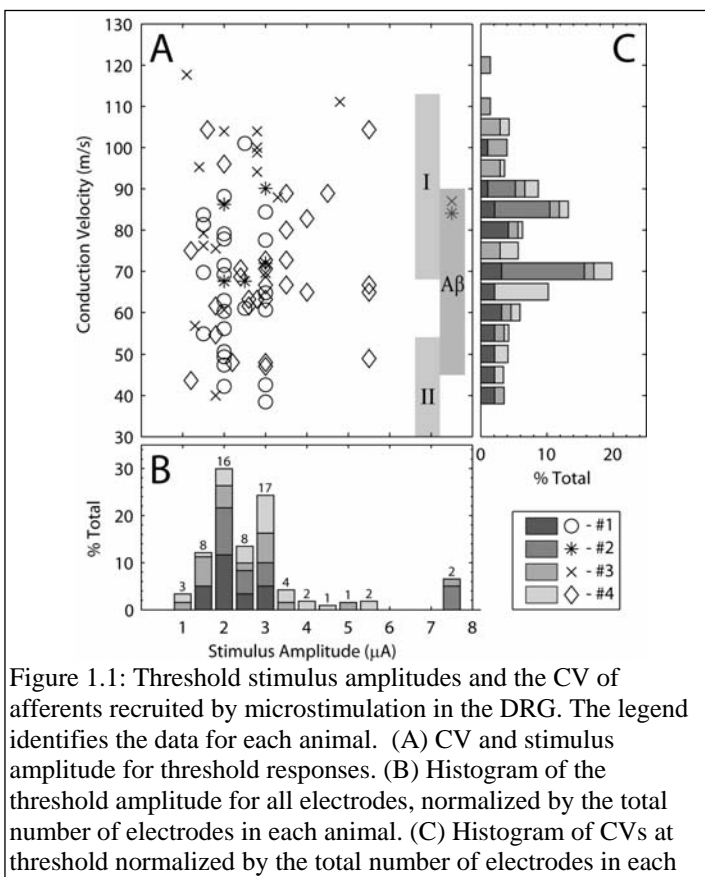 A
C
130
120
110
100
90
80
70
60
50
40
30
Conduction Velocity (m/s)
I
Aβ
II
0 10 20
% Total
B
30
20
10
0
% Total
3 8 16 8 17 4 2 1 1 2 2
1 2 3 4 5 6 7 8
Stimulus Amplitude (μA)
- #1
- #2
- #3
- #4
Figure 1.1: Threshold stimulus amplitudes and the CV of
afferents recruited by microstimulation in the DRG. The legend
identifies the data for each animal. (A) CV and stimulus
amplitude for threshold responses. (B) Histogram of the
threshold amplitude for all electrodes, normalized by the total
number of electrodes in each animal. (C) Histogram of CVs at
threshold normalized by the total number of electrodes in each